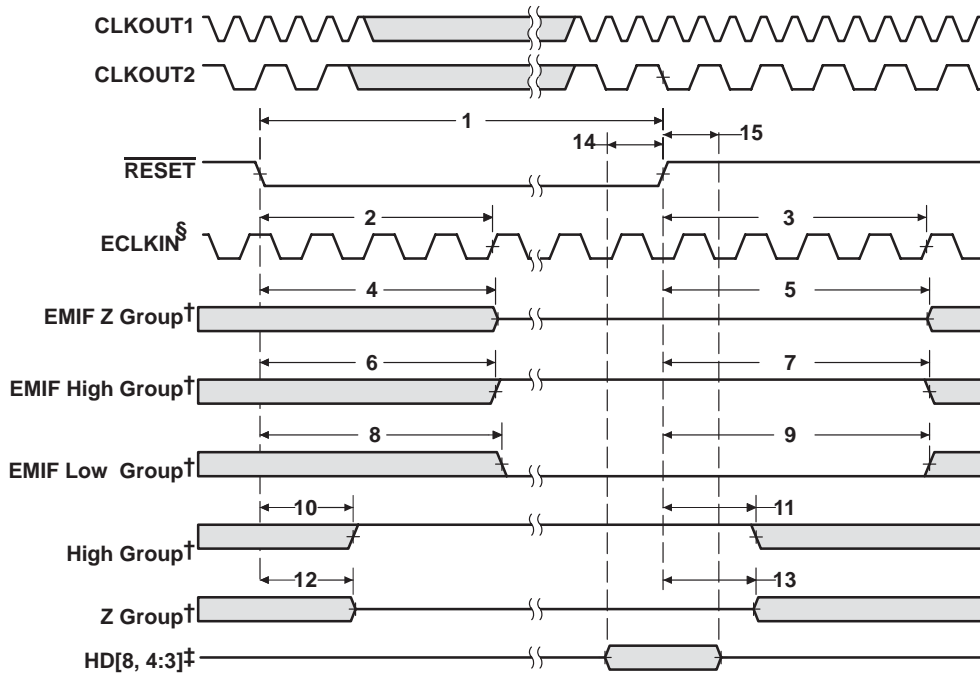 CLKOUT1
CLKOUT2
1
14
15
RESET
2
3
ECLKIN§
4
5
EMIF Z Group†
6
7
EMIF High Group†
8
9
EMIF Low Group†
10
11
High Group†
12
13
Z Group†
HD[8, 4:3]‡